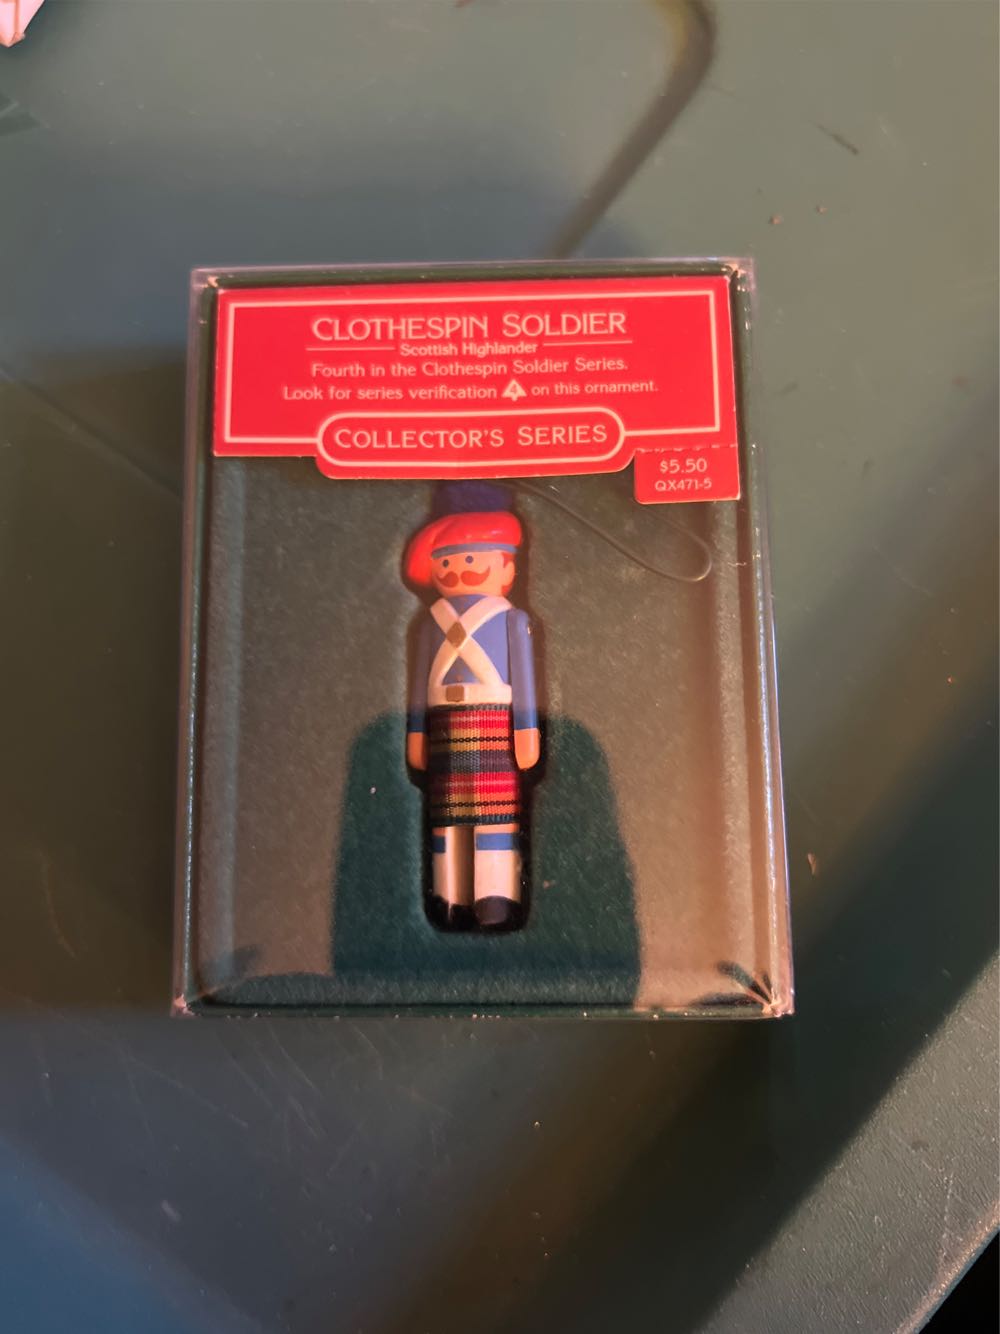 CLOTHESPIN SOLDIER
Scottish Highlander
Fourth in the Clothespin Soldier Series.
Look for series verification 4 on this ornament.
COLLECTOR'S SERIES
$5.50
QX471-5